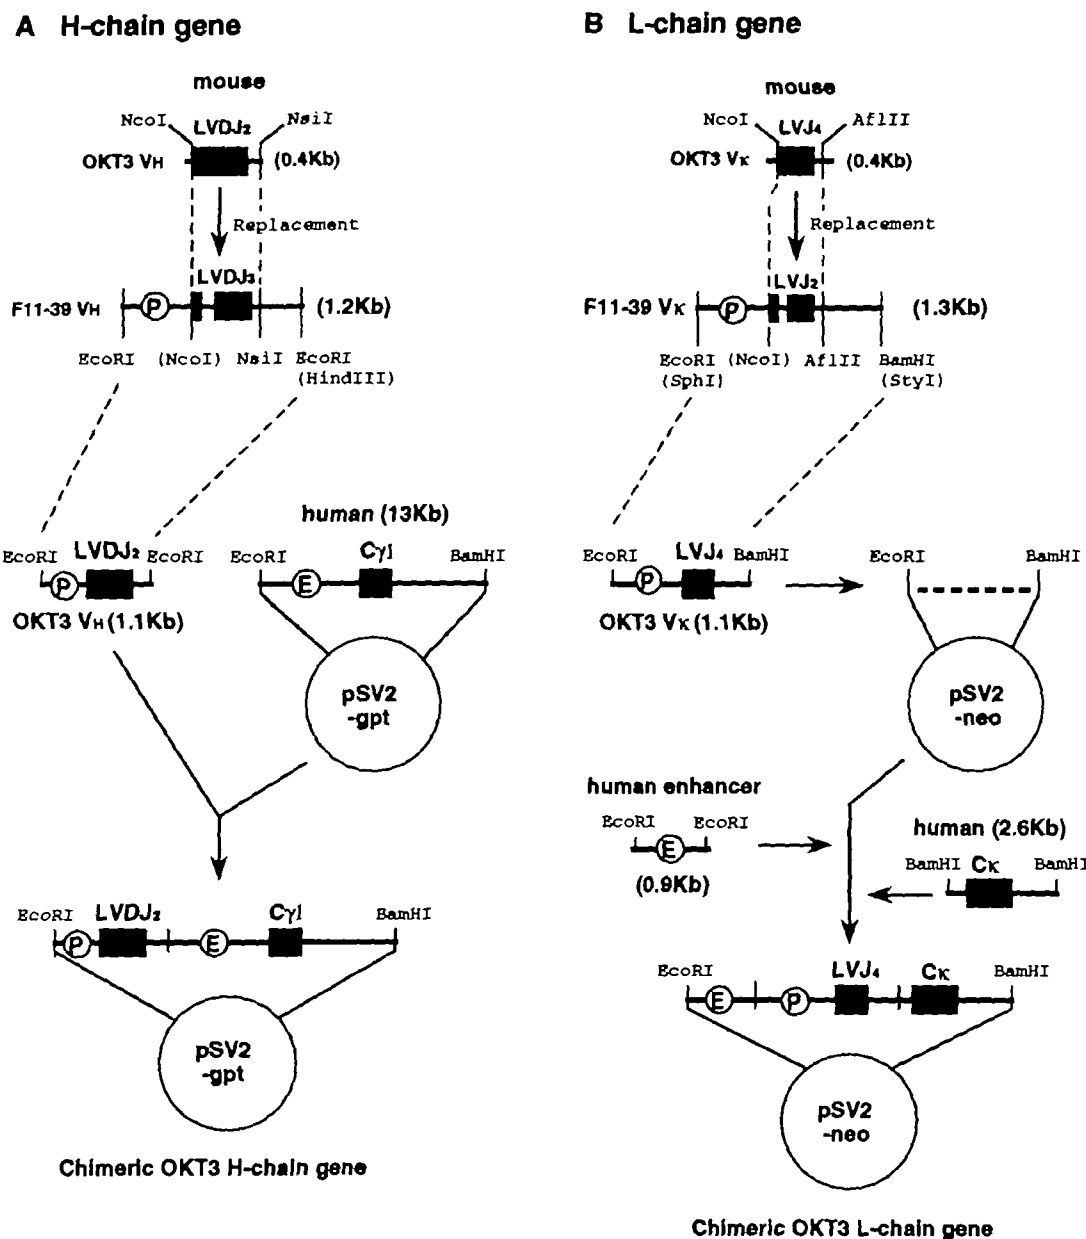 A H-chain gene
mouse
NcoI LVDJ2 NsiI
OKT3 VH (0.4Kb)
Replacement
LVDJ3
F11-39 VH P (1.2Kb)
EcoRI (NcoI) NsiI EcoRI
(HindIII)
human (13Kb)
EcoRI LVDJ2 EcoRI EcoRI Cγ1 BamHI
P E
OKT3 VH (1.1Kb)
pSV2
-gpt
EcoRI LVDJ2 Cγ1 BamHI
P E
pSV2
-gpt
Chimeric OKT3 H-chain gene
B L-chain gene
mouse
NcoI LVJ4 AflII
OKT3 Vκ (0.4Kb)
Replacement
LVJ2
F11-39 Vκ P (1.3Kb)
EcoRI (NcoI) AflII BamHI
(SphI) (StyI)
EcoRI LVJ4 BamHI EcoRI BamHI
P
OKT3 Vκ (1.1Kb)
pSV2
-neo
human enhancer
EcoRI EcoRI
E
(0.9Kb)
human (2.6Kb)
BamHI Cκ BamHI
EcoRI LVJ4 Cκ BamHI
E P
pSV2
-neo
Chimeric OKT3 L-chain gene